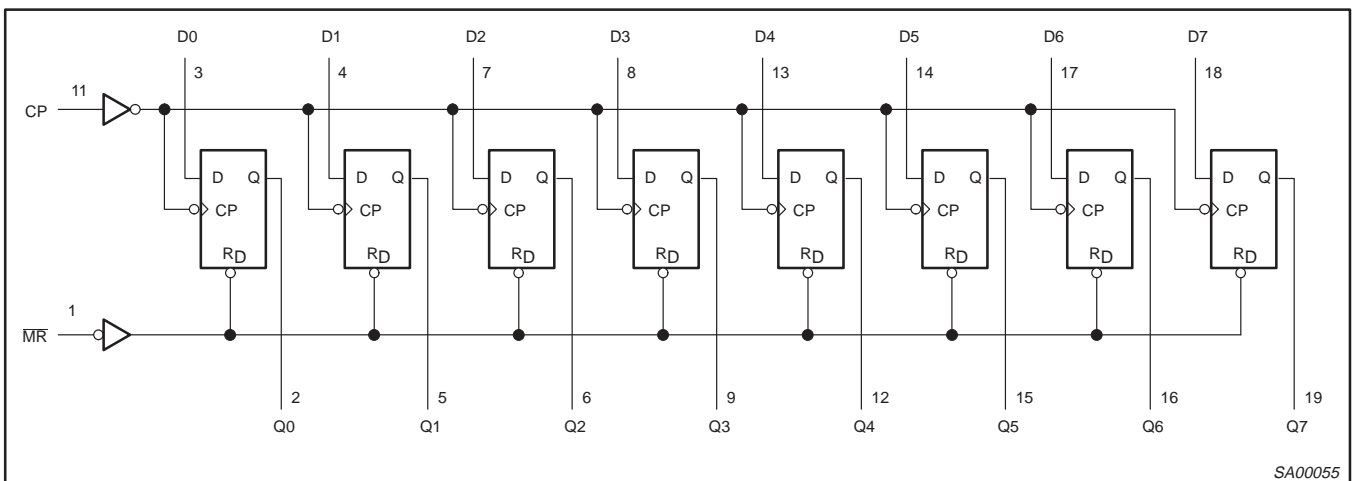 D0 D1 D2 D3 D4 D5 D6 D7
3 4 7 8 13 14 17 18
11
CP
D Q D Q D Q D Q D Q D Q D Q D Q
CP CP CP CP CP CP CP CP
RD RD RD RD RD RD RD RD
1
M̅R̅
2 5 6 9 12 15 16 19
Q0 Q1 Q2 Q3 Q4 Q5 Q6 Q7
SA00055